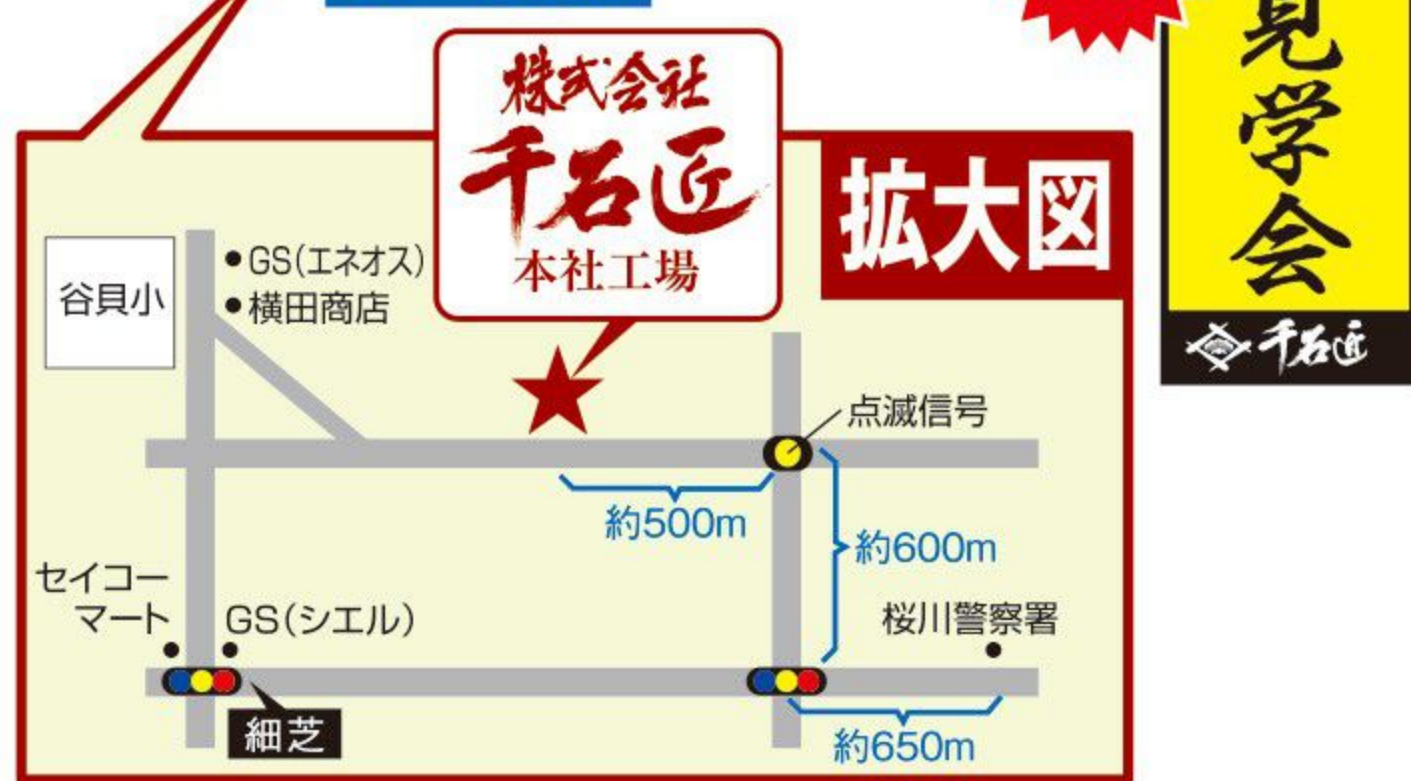 株式会社
千石匠
本社工場
拡大図
見学会
千石匠
谷貝小
GS(エネオス)
横田商店
点滅信号
約500m
約600m
セイコー
マート
GS(シエル)
桜川警察署
細芝
約650m